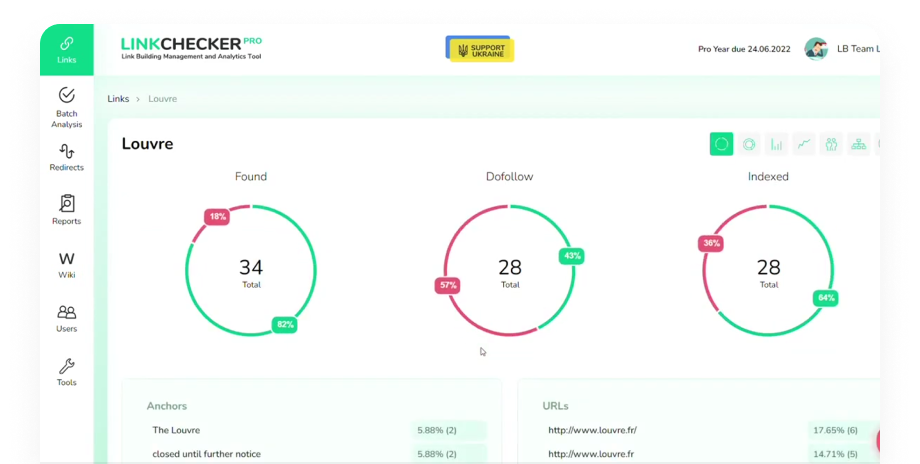 LINKCHECKER PRO
Link Building Management and Analytics Tool
SUPPORT
UKRAINE
Pro Year due 24.06.2022
LB Team L
Links
Batch
Analysis
Redirects
Reports
W
Wiki
Users
Tools
Links > Louvre
Louvre
Found
18%
34
Total
82%
Dofollow
43%
28
Total
57%
Indexed
36%
28
Total
64%
Anchors
The Louvre 5.88% (2)
closed until further notice 5.88% (2)
URLs
http://www.louvre.fr/ 17.65% (6)
http://www.louvre.fr 14.71% (5)